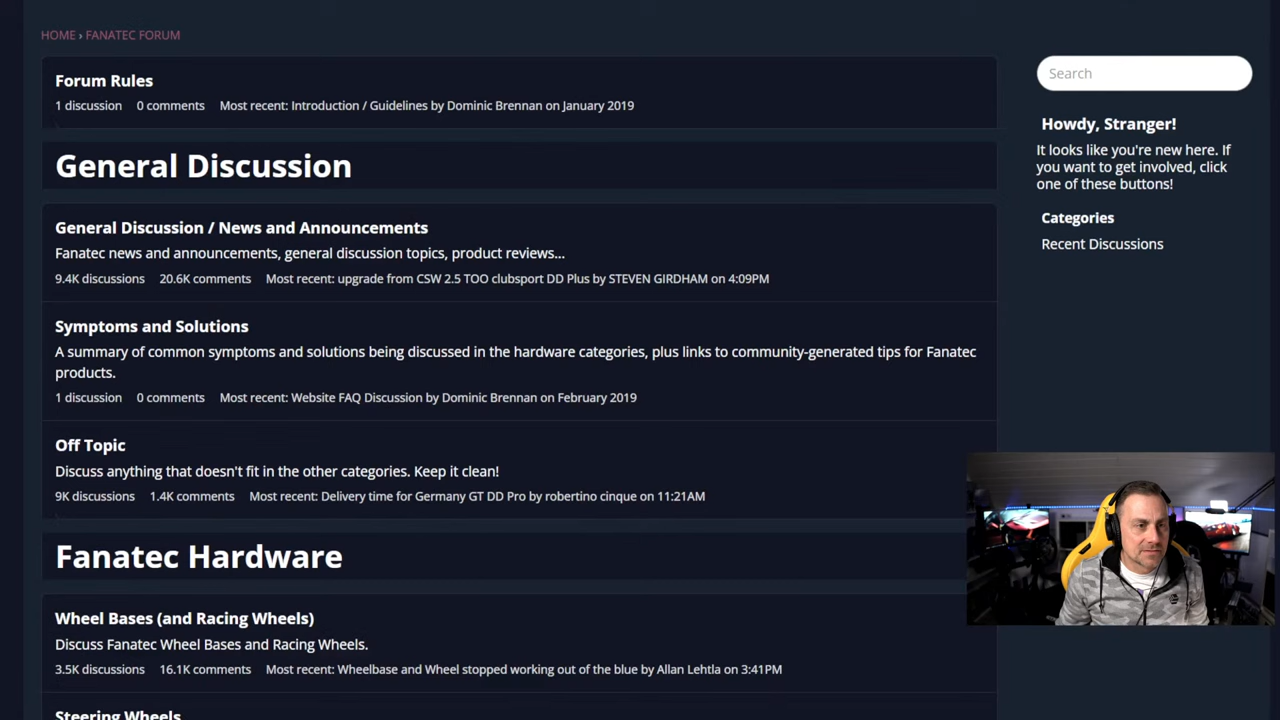 HOME › FANATEC FORUM
Forum Rules
1 discussion 0 comments Most recent: Introduction / Guidelines by Dominic Brennan on January 2019
General Discussion
General Discussion / News and Announcements
Fanatec news and announcements, general discussion topics, product reviews...
9.4K discussions 20.6K comments Most recent: upgrade from CSW 2.5 TOO clubsport DD Plus by STEVEN GIRDHAM on 4:09PM
Symptoms and Solutions
A summary of common symptoms and solutions being discussed in the hardware categories, plus links to community-generated tips for Fanatec
products.
1 discussion 0 comments Most recent: Website FAQ Discussion by Dominic Brennan on February 2019
Off Topic
Discuss anything that doesn't fit in the other categories. Keep it clean!
9K discussions 1.4K comments Most recent: Delivery time for Germany GT DD Pro by robertino cinque on 11:21AM
Fanatec Hardware
Wheel Bases (and Racing Wheels)
Discuss Fanatec Wheel Bases and Racing Wheels.
3.5K discussions 16.1K comments Most recent: Wheelbase and Wheel stopped working out of the blue by Allan Lehtla on 3:41PM
Steering Wheels
Search
Howdy, Stranger!
It looks like you're new here. If
you want to get involved, click
one of these buttons!
Categories
Recent Discussions